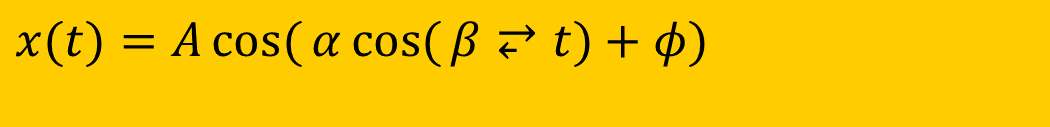 x(t) = A cos( α cos( β ⇄ t) + ϕ)